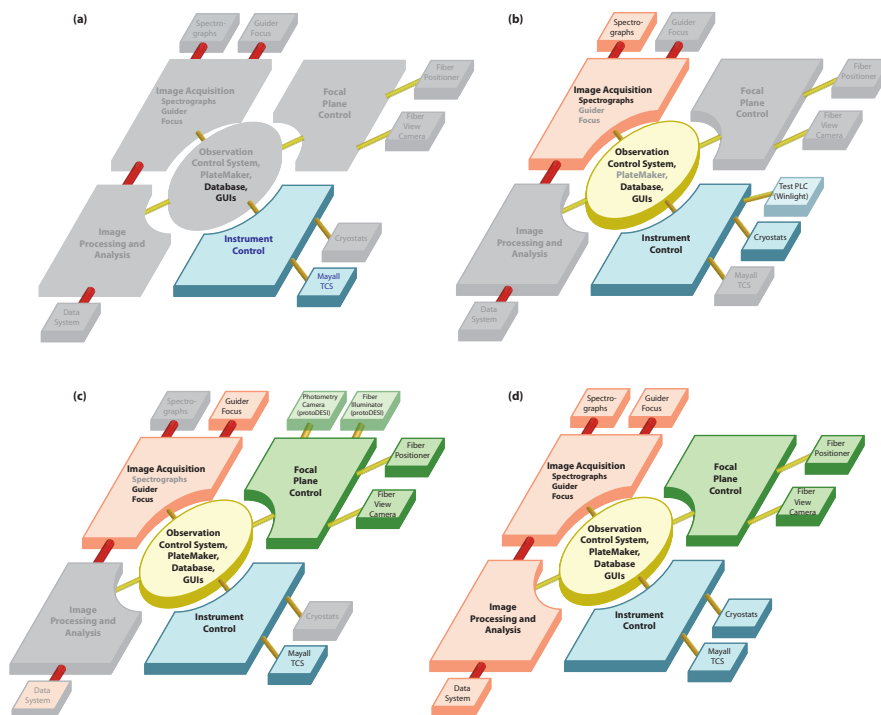 (a)
Spectro-
graphs
Guider
Focus
Image Acquisition
Spectrographs
Guider
Focus
Focal
Plane
Control
Fiber
Positioner
Fiber
View
Camera
Observation
Control System,
PlateMaker,
Database,
GUIs
Image
Processing and
Analysis
Instrument
Control
Cryostats
Mayall
TCS
Data
System
(b)
Spectro-
graphs
Guider
Focus
Image Acquisition
Spectrographs
Guider
Focus
Focal
Plane
Control
Fiber
Positioner
Fiber
View
Camera
Observation
Control System,
PlateMaker,
Database,
GUIs
Test PLC
(Winlight)
Image
Processing and
Analysis
Instrument
Control
Cryostats
Mayall
TCS
Data
System
(c)
Spectro-
graphs
Guider
Focus
Photometry
Camera
(protoDESI)
Fiber
Illuminator
(protoDESI)
Image Acquisition
Spectrographs
Guider
Focus
Focal
Plane
Control
Fiber
Positioner
Fiber
View
Camera
Observation
Control System,
PlateMaker,
Database,
GUIs
Image
Processing and
Analysis
Instrument
Control
Cryostats
Mayall
TCS
Data
System
(d)
Spectro-
graphs
Guider
Focus
Image Acquisition
Spectrographs
Guider
Focus
Focal
Plane
Control
Fiber
Positioner
Fiber
View
Camera
Observation
Control System,
PlateMaker,
Database
GUIs
Image
Processing and
Analysis
Instrument
Control
Cryostats
Mayall
TCS
Data
System